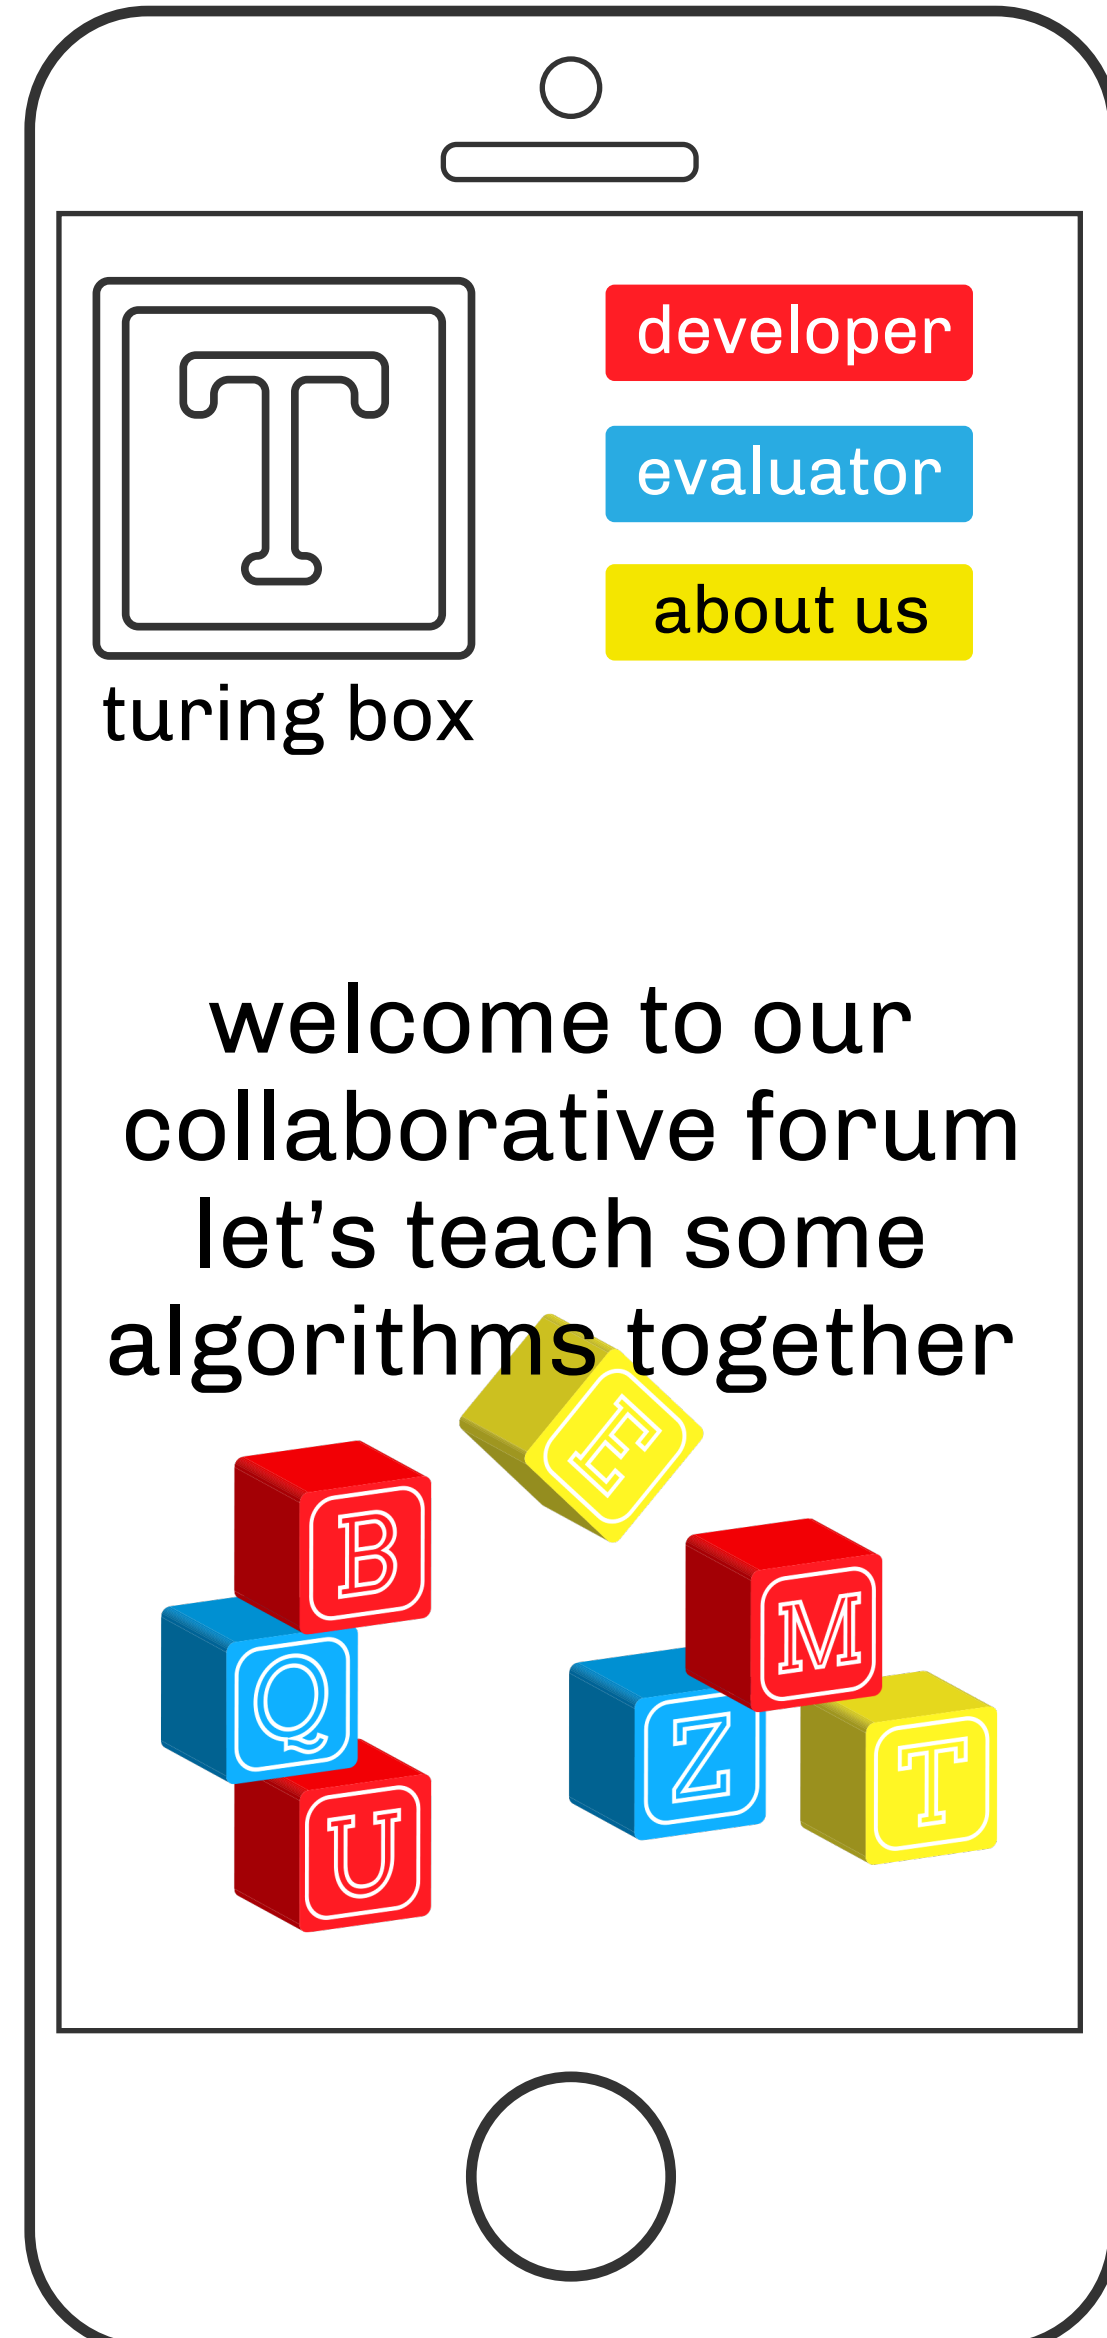 T
turing box
developer
evaluator
about us
welcome to our
collaborative forum
let’s teach some
algorithms together
E
B
Q
U
M
Z
T